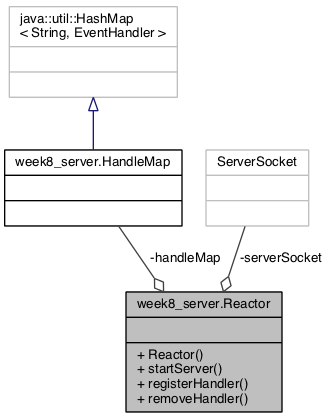 java::util::HashMap
< String, EventHandler >
week8_server.HandleMap
ServerSocket
-handleMap
-serverSocket
week8_server.Reactor
+ Reactor()
+ startServer()
+ registerHandler()
+ removeHandler()